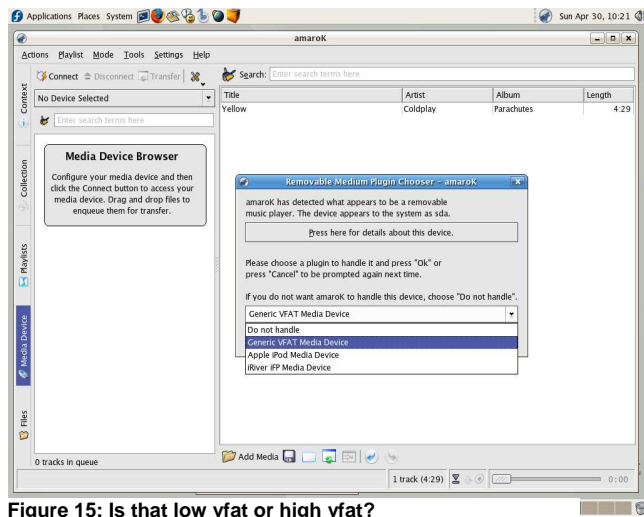 Applications Places System
Sun Apr 30, 10:21
amaroK
Actions Playlist Mode Tools Settings Help
Connect Disconnect Transfer
Search: Enter search terms here
Context
Collection
Playlists
Media Device
Files
No Device Selected
Enter search terms here
Media Device Browser
Configure your media device and then
click the Connect button to access your
media device. Drag and drop files to
enqueue them for transfer.
0 tracks in queue
Title Artist Album Length
Yellow Coldplay Parachutes 4:29
Removable Medium Plugin Chooser - amaroK
amaroK has detected what appears to be a removable
music player. The device appears to the system as sda.
Press here for details about this device.
Please choose a plugin to handle it and press "Ok" or
press "Cancel" to be prompted again next time.
If you do not want amaroK to handle this device, choose "Do not handle".
Generic VFAT Media Device
Do not handle
Generic VFAT Media Device
Apple iPod Media Device
iRiver iFP Media Device
Add Media
1 track (4:29)
0:00
Figure 15: Is that low vfat or high vfat?